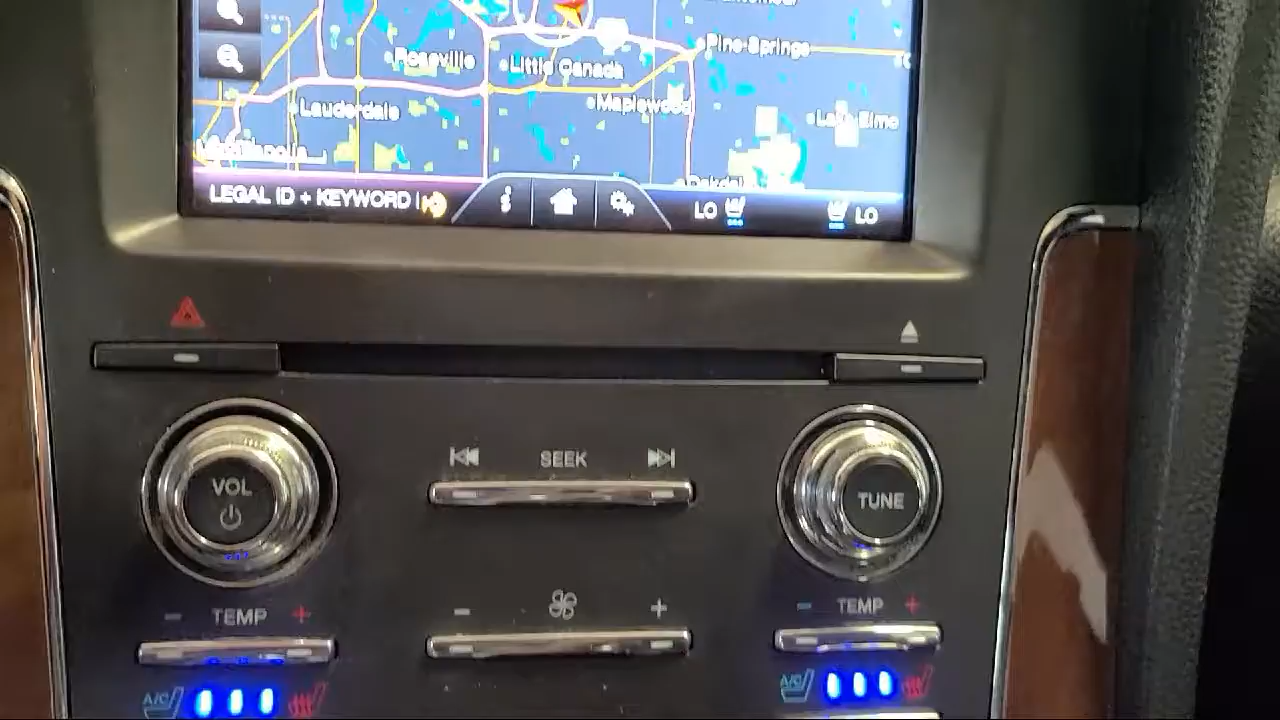 Pine Springs
Roseville
Little Canada
Maplewood
Lauderdale
Lake Elmo
Oakdale
LEGAL ID + KEYWORD
LO
LO
SEEK
VOL
TUNE
TEMP
TEMP
A/C
A/C